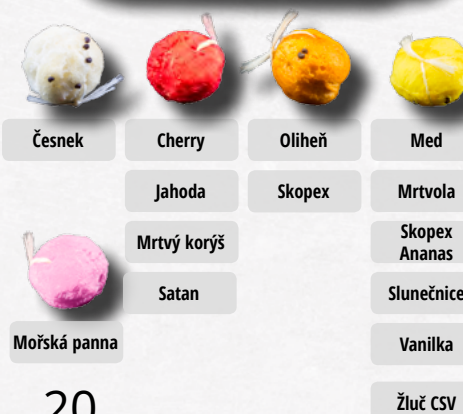 Česnek
Cherry
Oliheň
Med
Jahoda
Skopex
Mrtvola
Mrtvý korýš
Skopex
Ananas
Satan
Slunečnice
Mořská panna
Vanilka
20
Žluč CSV